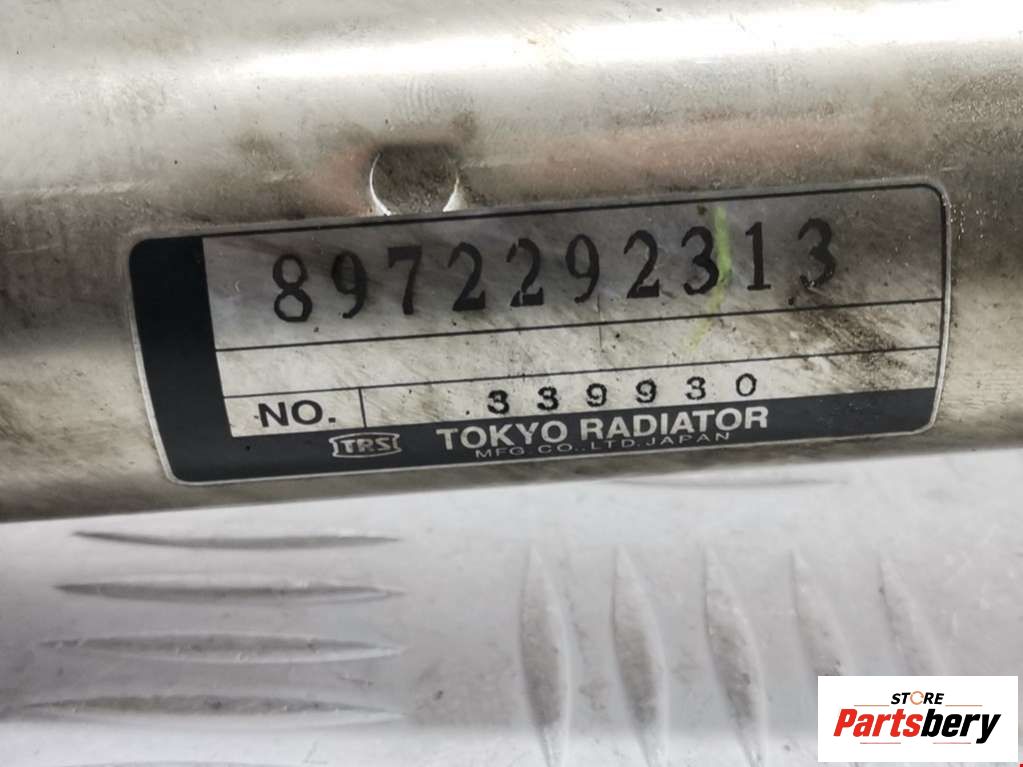 8972292313
NO. 339930
TRS TOKYO RADIATOR
MFG.CO.,LTD.JAPAN
STORE
Partsbery